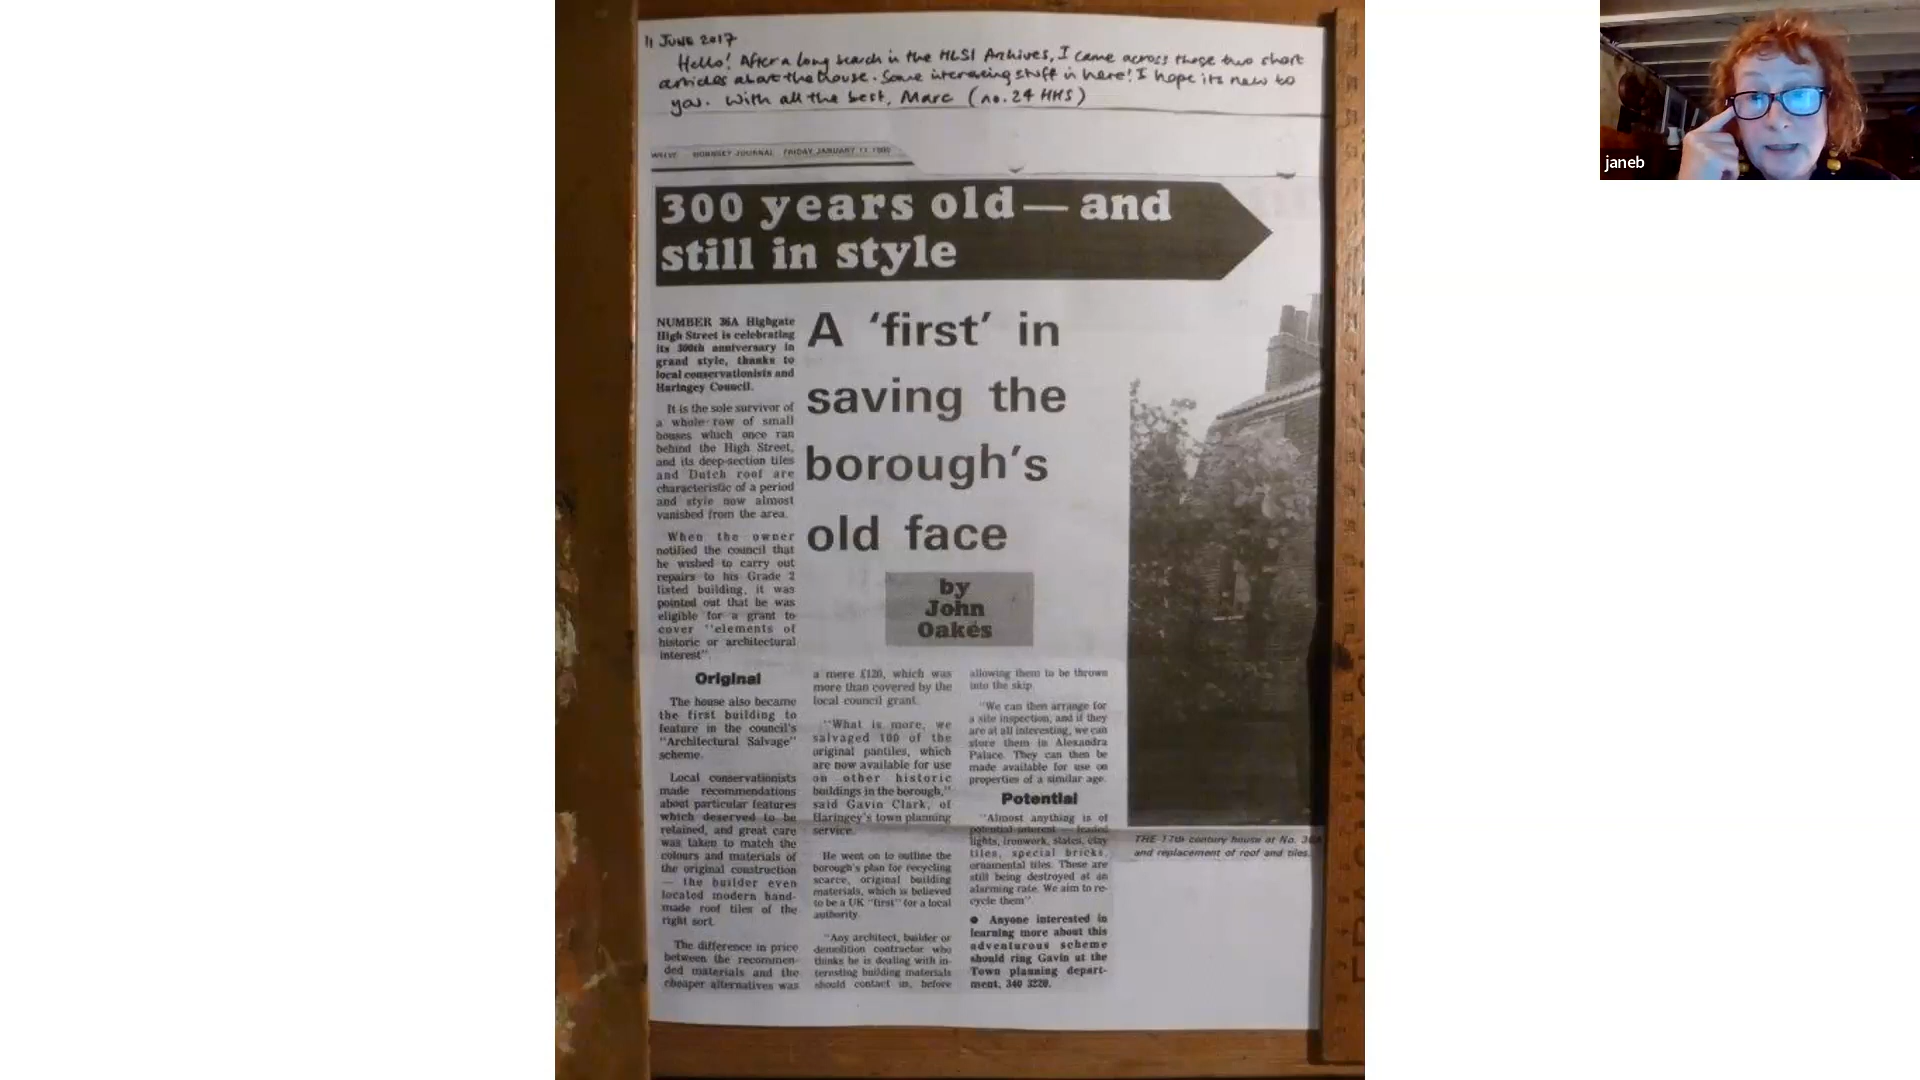 11 JUNE 2017
Hello! After a long search in the HLSI Archives, I came across these two short
articles about the house. Some interesting stuff in here! I hope its new to
you. With all the best, Marc (no. 24 HHS)
HORNSEY JOURNAL FRIDAY JANUARY 11
300 years old — and
still in style
NUMBER 36A Highgate
High Street is celebrating
its 300th anniversary in
grand style, thanks to
local conservationists and
Haringey Council.
It is the sole survivor of
a whole row of small
houses which once ran
behind the High Street,
and its deep-section tiles
and Dutch roof are
characteristic of a period
and style now almost
vanished from the area.
When the owner
notified the council that
he wished to carry out
repairs to his Grade 2
listed building, it was
pointed out that he was
eligible for a grant to
cover "elements of
historic or architectural
interest".
Original
The house also became
the first building to
feature in the council's
"Architectural Salvage"
scheme.
Local conservationists
made recommendations
about particular features
which deserved to be
retained, and great care
was taken to match the
colours and materials of
the original construction
— the builder even
located modern hand-
made roof tiles of the
right sort.
The difference in price
between the recommen-
ded materials and the
cheaper alternatives was
A 'first' in
saving the
borough's
old face
by
John
Oakes
a mere £120, which was
more than covered by the
local council grant.
"What is more, we
salvaged 100 of the
original pantiles, which
are now available for use
on other historic
buildings in the borough,"
said Gavin Clark, of
Haringey's town planning
service.
He went on to outline the
borough's plan for recycling
scarce, original building
materials, which is believed
to be a UK "first" for a local
authority.
"Any architect, builder or
demolition contractor who
thinks he is dealing with in-
teresting building materials
should contact us, before
allowing them to be thrown
into the skip.
"We can then arrange for
a site inspection, and if they
are at all interesting, we can
store them in Alexandra
Palace. They can then be
made available for use on
properties of a similar age.
Potential
"Almost anything is of
potential interest — leaded
lights, ironwork, slates, clay
tiles, special bricks,
ornamental tiles. These are
still being destroyed at an
alarming rate. We aim to re-
cycle them"
● Anyone interested in
learning more about this
adventurous scheme
should ring Gavin at the
Town planning depart-
ment, 340 3220.
THE 17th century house at No. 36A
and replacement of roof and tiles.
janeb